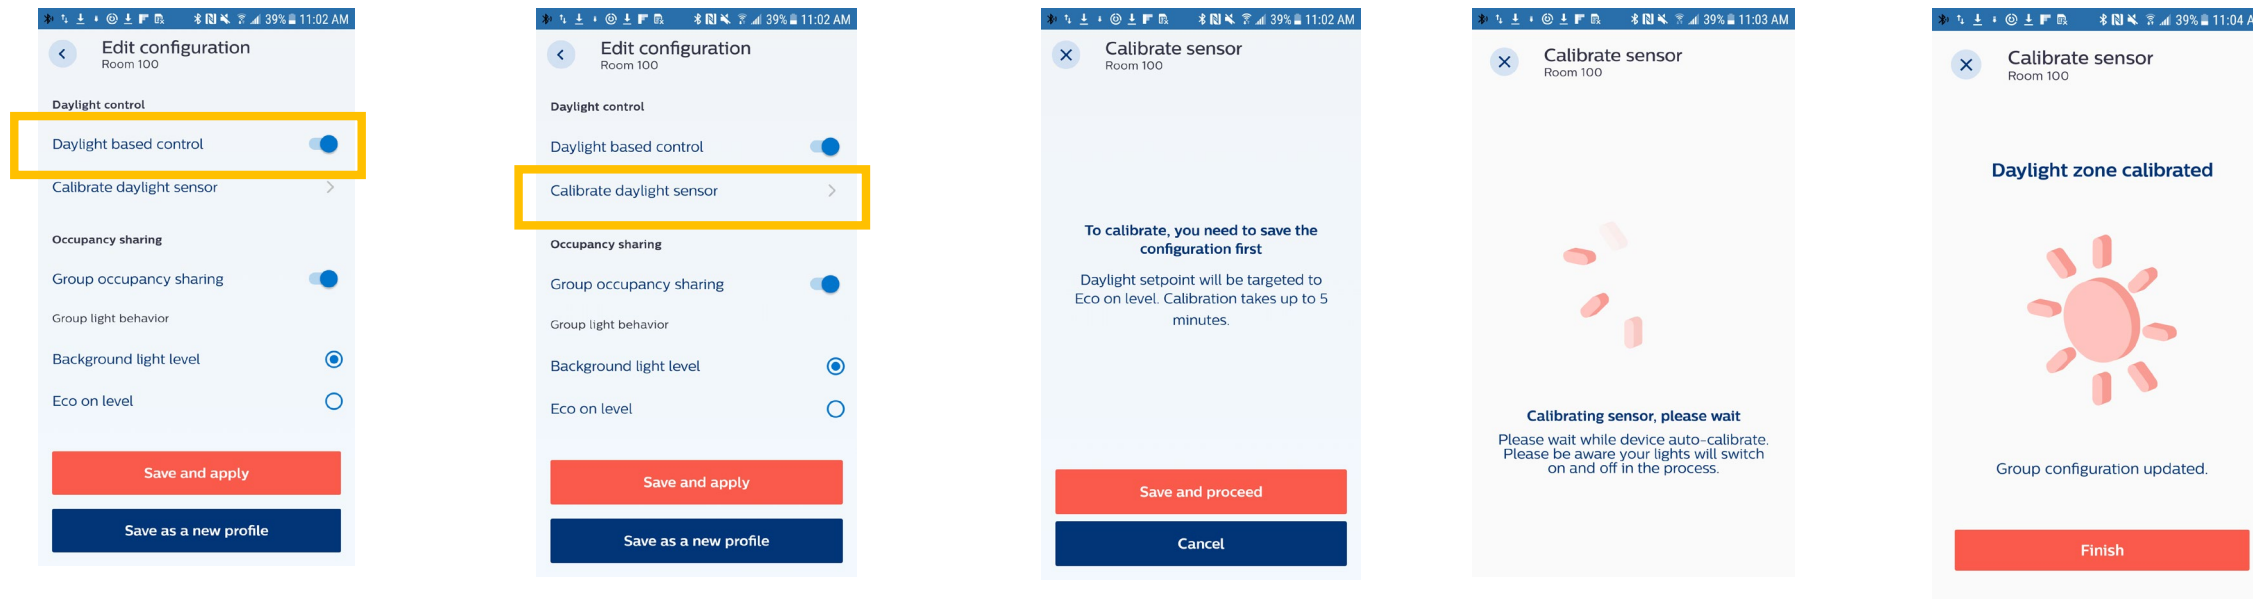 39% 11:02 AM
Edit configuration
Room 100
Daylight control
Daylight based control
Calibrate daylight sensor
Occupancy sharing
Group occupancy sharing
Group light behavior
Background light level
Eco on level
Save and apply
Save as a new profile
39% 11:02 AM
Edit configuration
Room 100
Daylight control
Daylight based control
Calibrate daylight sensor
Occupancy sharing
Group occupancy sharing
Group light behavior
Background light level
Eco on level
Save and apply
Save as a new profile
39% 11:02 AM
Calibrate sensor
Room 100
To calibrate, you need to save the
configuration first
Daylight setpoint will be targeted to
Eco on level. Calibration takes up to 5
minutes.
Save and proceed
Cancel
39% 11:03 AM
Calibrate sensor
Room 100
Calibrating sensor, please wait
Please wait while device auto-calibrate.
Please be aware your lights will switch
on and off in the process.
39% 11:04 A
Calibrate sensor
Room 100
Daylight zone calibrated
Group configuration updated.
Finish